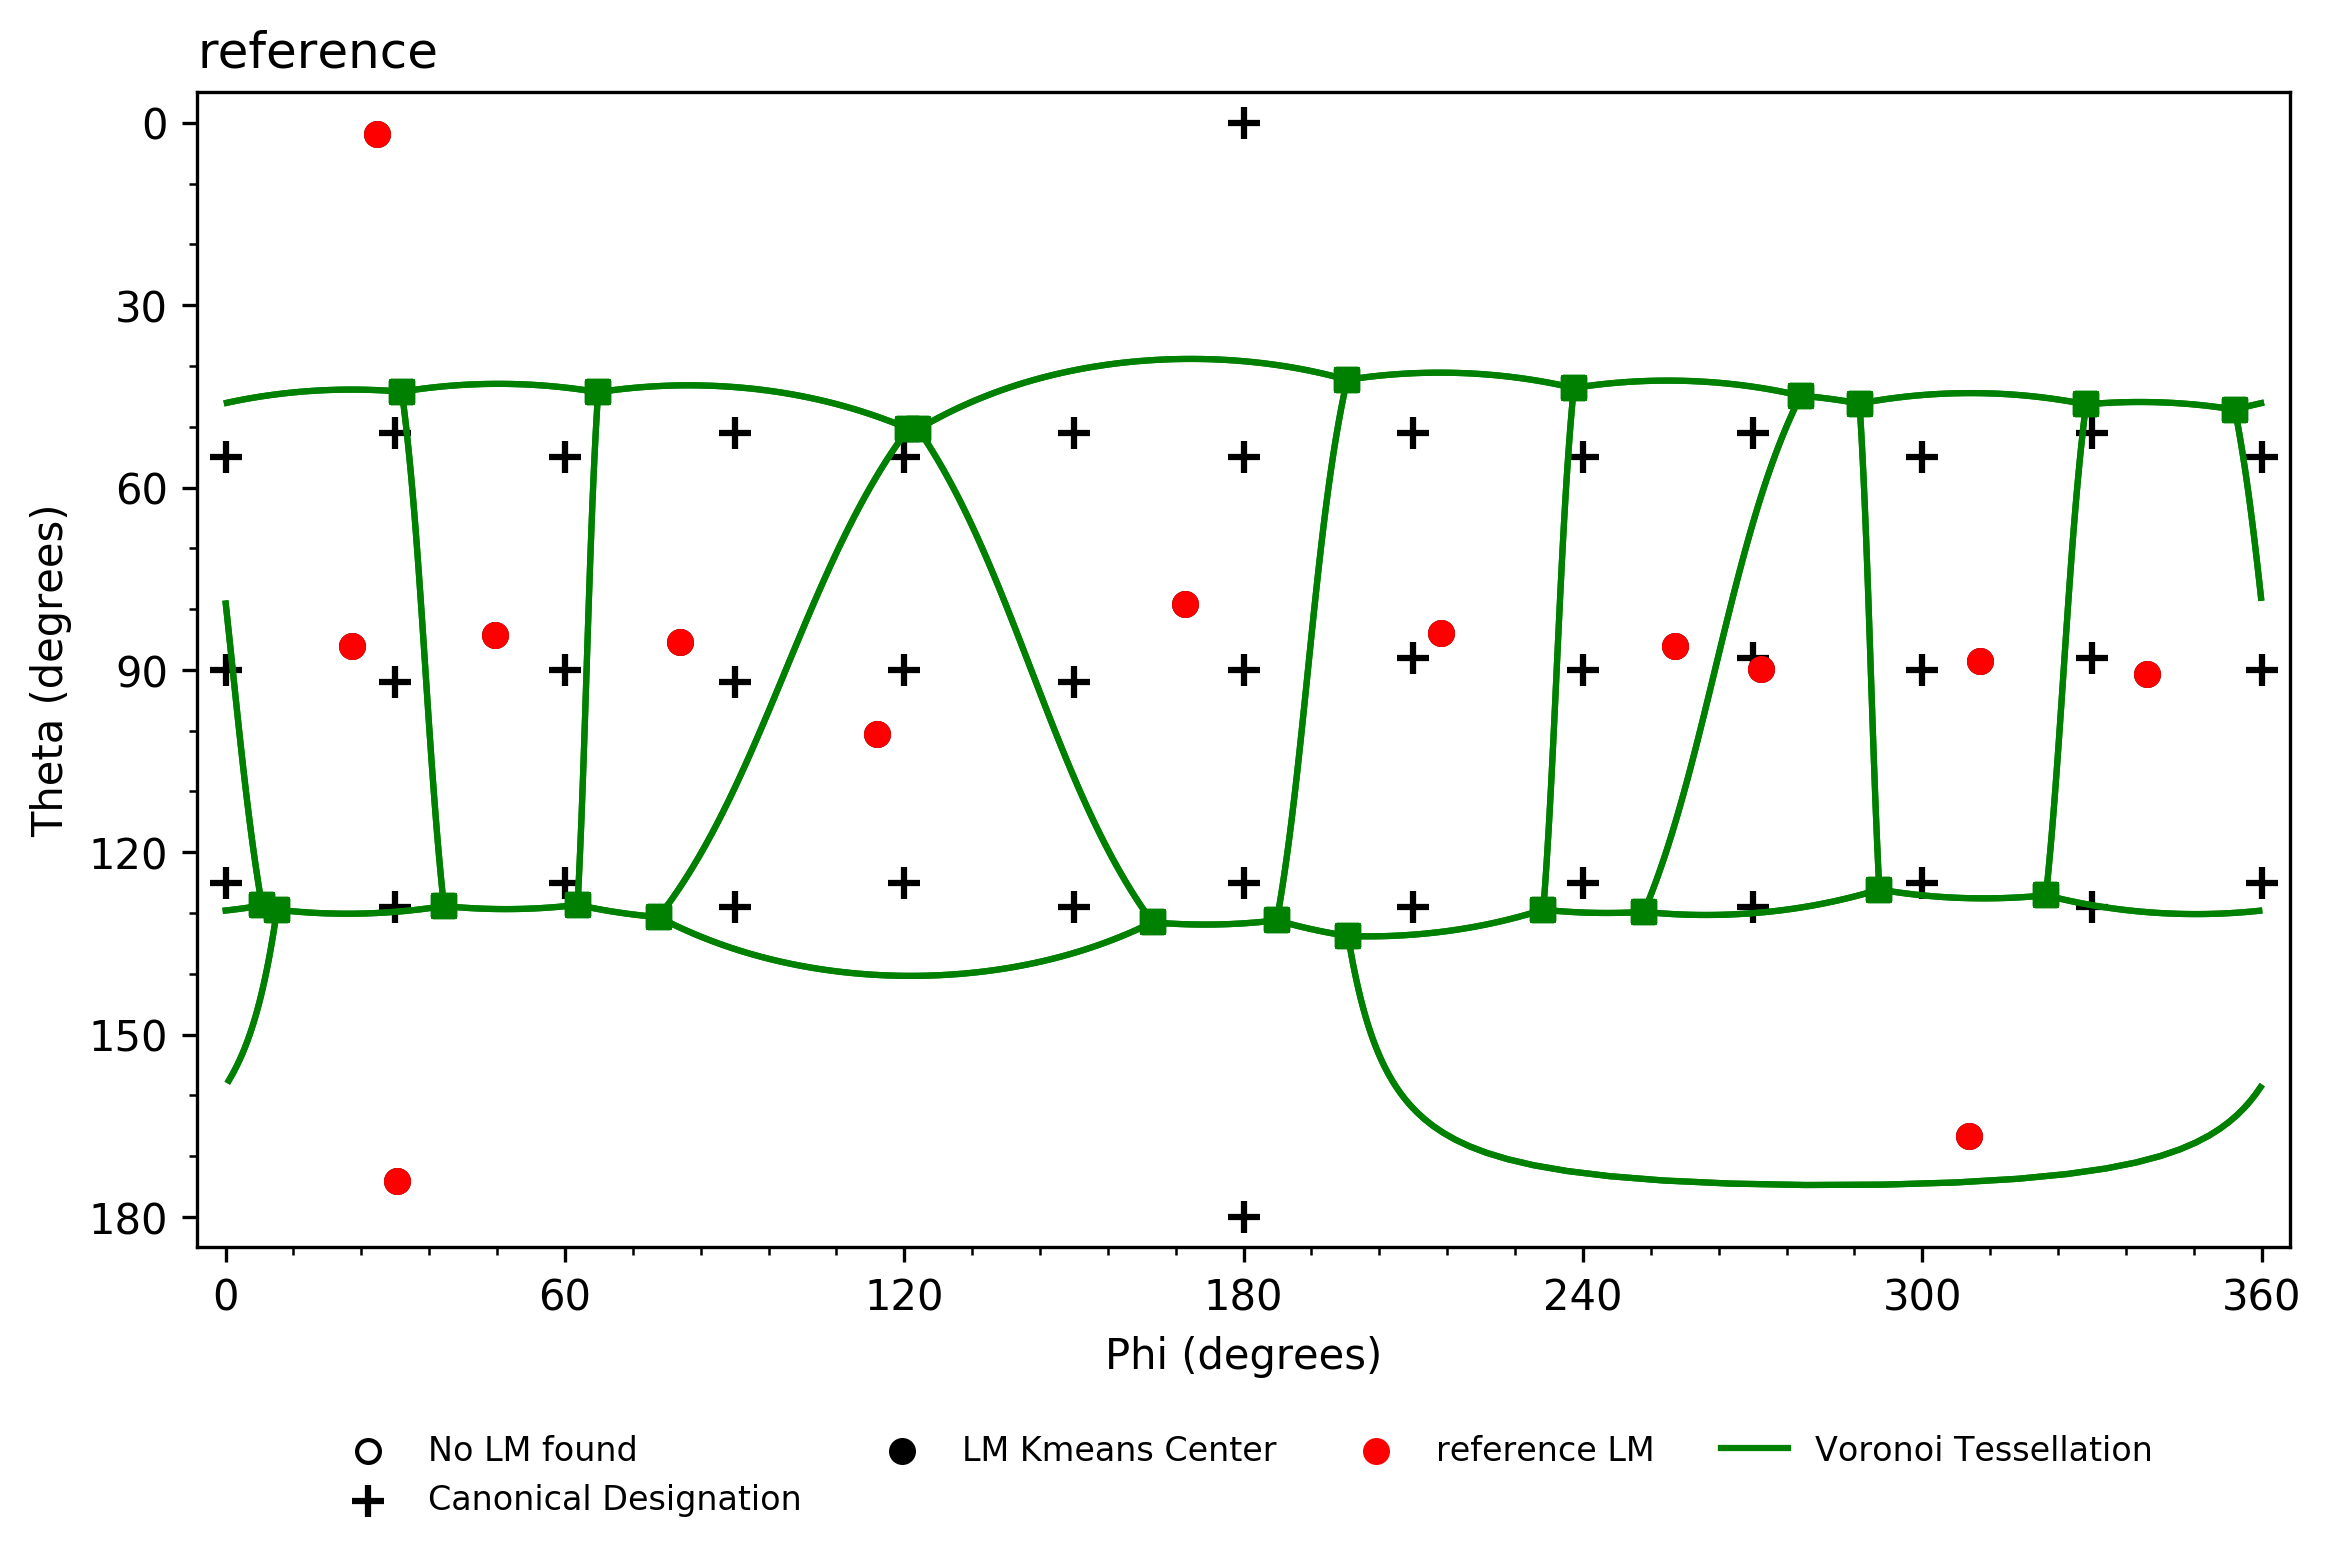 reference
0
30
60
90
120
150
180
Theta (degrees)
0 60 120 180 240 300 360
Phi (degrees)
No LM found LM Kmeans Center reference LM Voronoi Tessellation
Canonical Designation